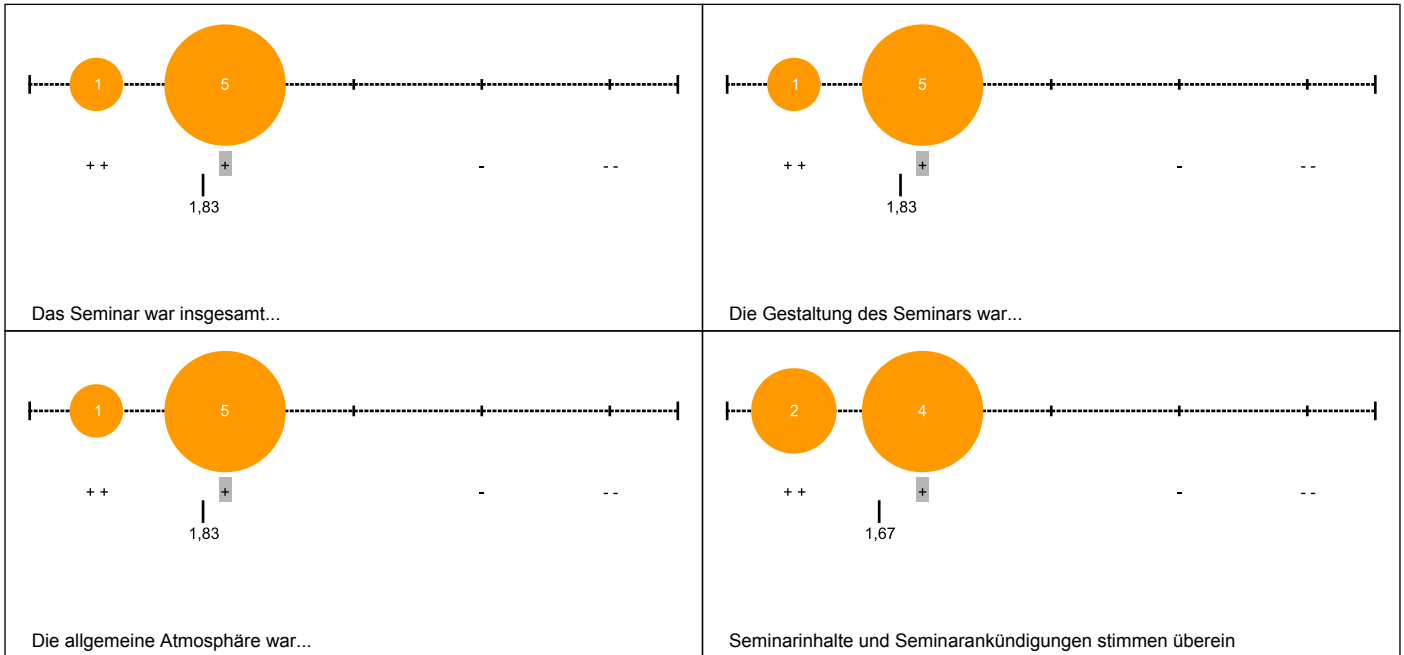 1 5
+ + + - - -
1,83
Das Seminar war insgesamt...
1 5
+ + + - - -
1,83
Die Gestaltung des Seminars war...
1 5
+ + + - - -
1,83
Die allgemeine Atmosphäre war...
2 4
+ + + - - -
1,67
Seminarinhalte und Seminarankündigungen stimmen überein